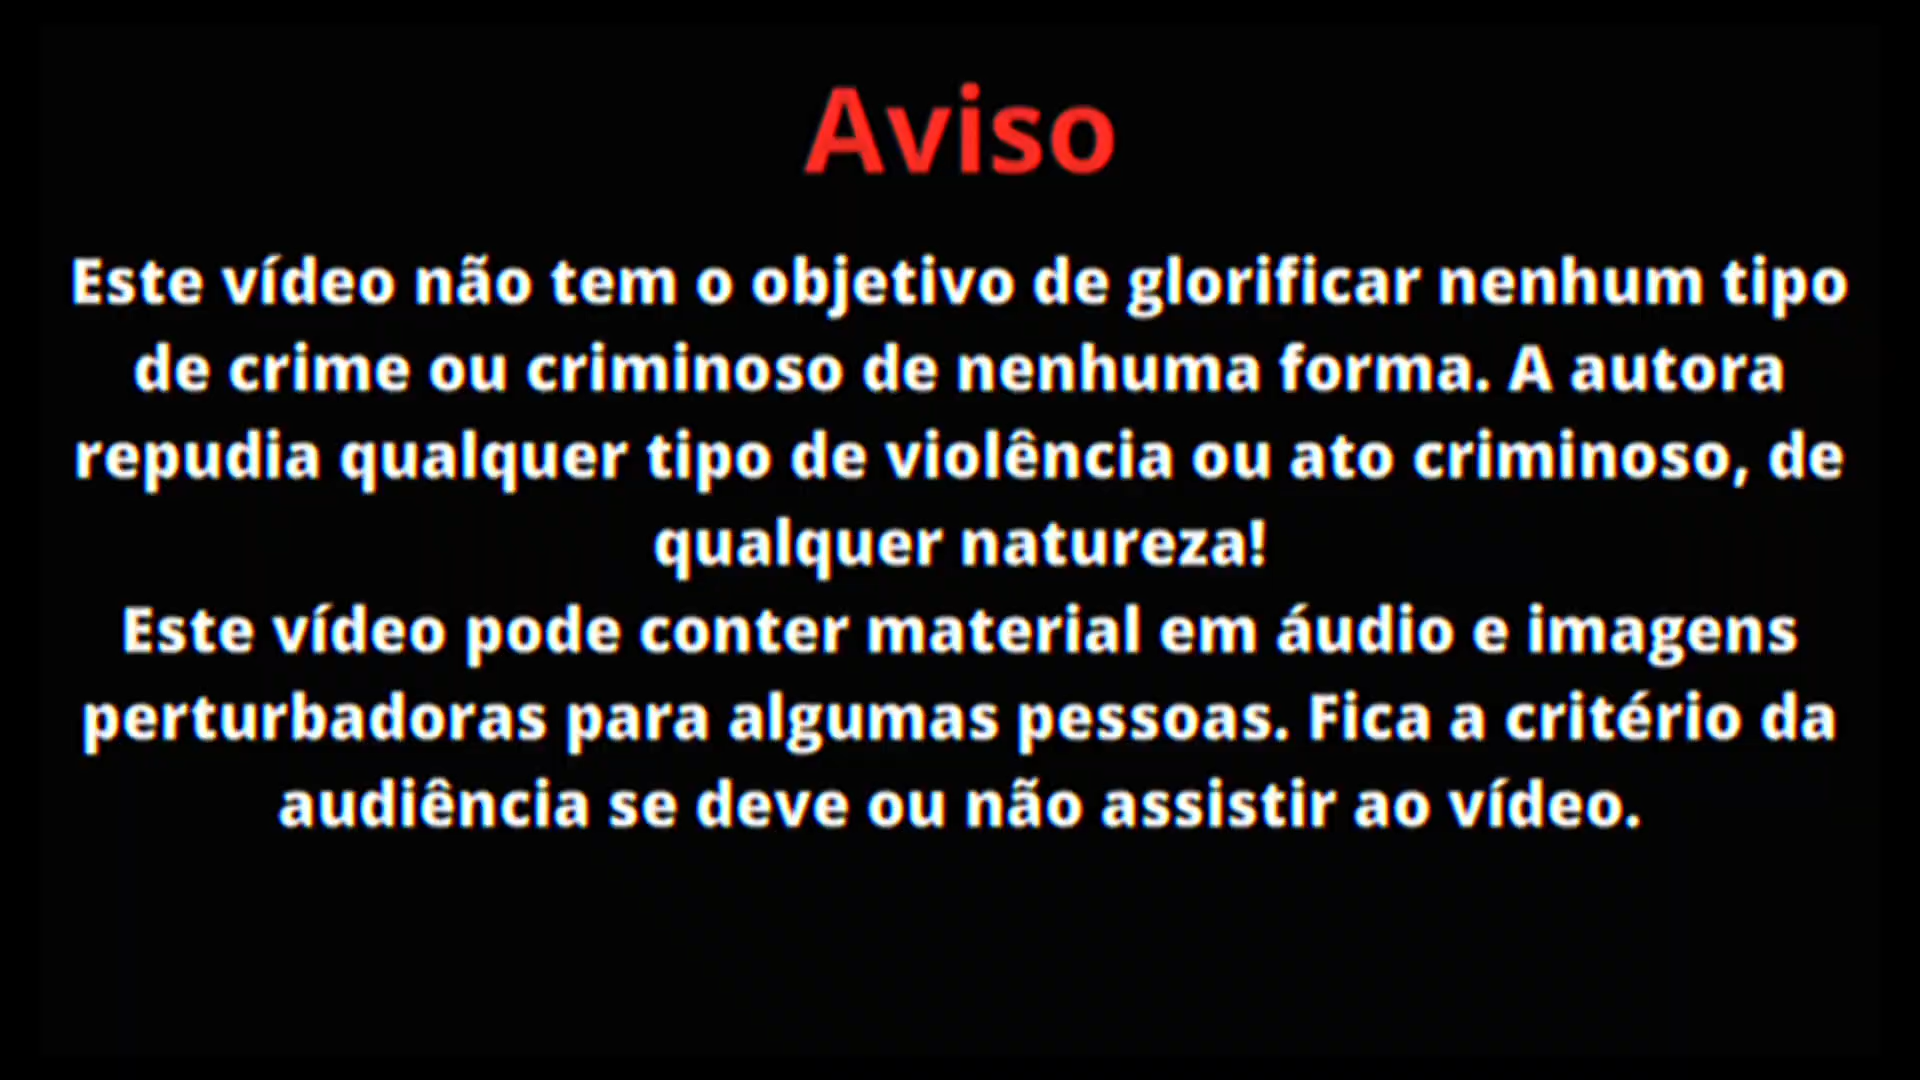 Aviso
Este vídeo não tem o objetivo de glorificar nenhum tipo
de crime ou criminoso de nenhuma forma. A autora
repudia qualquer tipo de violência ou ato criminoso, de
qualquer natureza!
Este vídeo pode conter material em áudio e imagens
perturbadoras para algumas pessoas. Fica a critério da
audiência se deve ou não assistir ao vídeo.